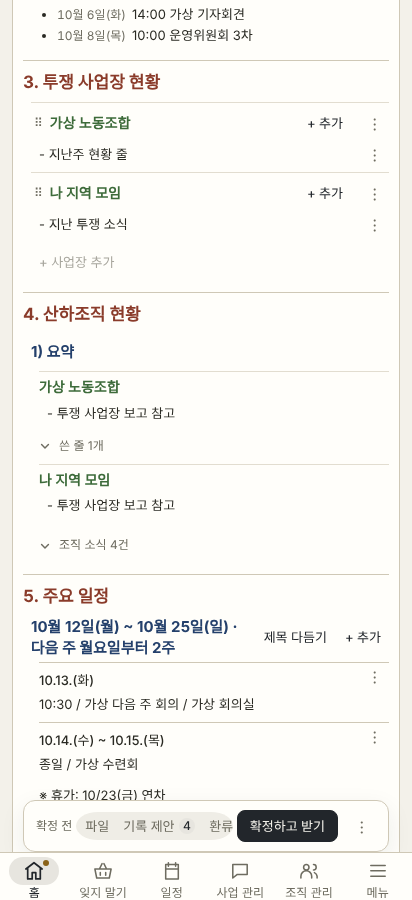 • 10월 6일(화) 14:00 가상 기자회견
• 10월 8일(목) 10:00 운영위원회 3차
3. 투쟁 사업장 현황
가상 노동조합 + 추가
- 지난주 현황 줄
나 지역 모임 + 추가
- 지난 투쟁 소식
+ 사업장 추가
4. 산하조직 현황
1) 요약
가상 노동조합
- 투쟁 사업장 보고 참고
쓴 줄 1개
나 지역 모임
- 투쟁 사업장 보고 참고
조직 소식 4건
5. 주요 일정
10월 12일(월) ~ 10월 25일(일) ·
다음 주 월요일부터 2주
제목 다듬기 + 추가
10.13.(화)
10:30 / 가상 다음 주 회의 / 가상 회의실
10.14.(수) ~ 10.15.(목)
종일 / 가상 수련회
※ 휴가: 10/23(금) 연차
확정 전 파일 기록 제안 4 환류 확정하고 받기
홈 잊지 말기 일정 사업 관리 조직 관리 메뉴